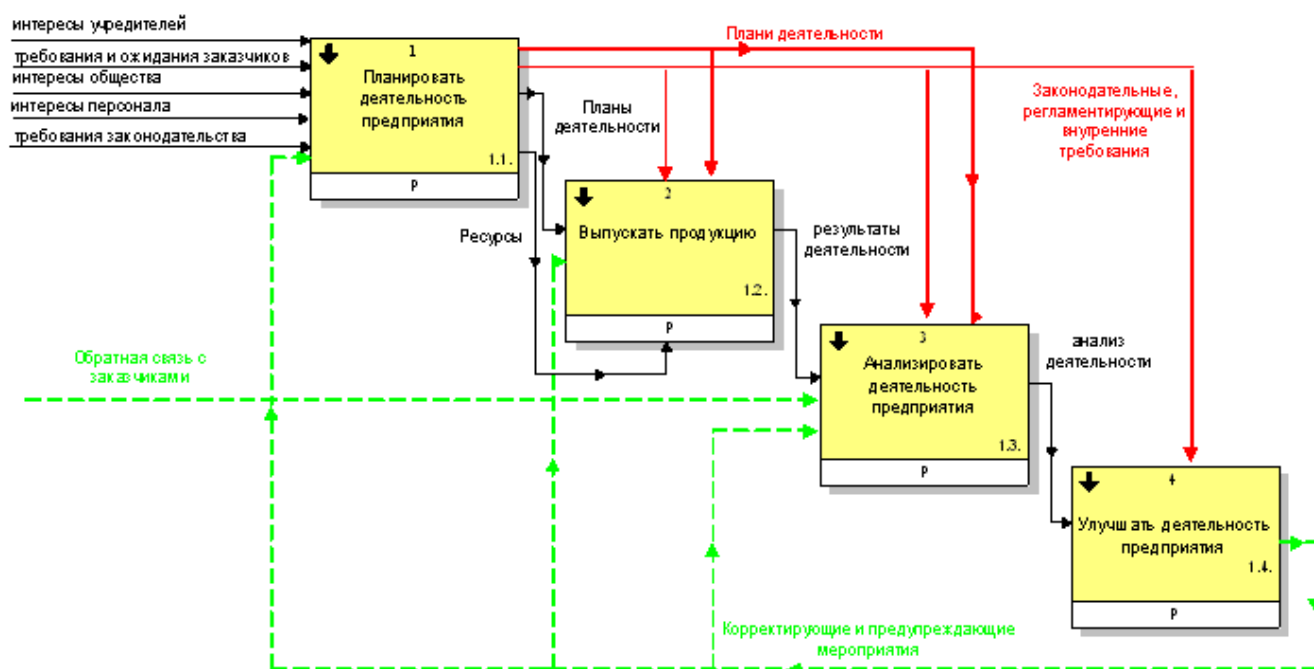 интересы учредителей
требования и ожидания заказчиков
интересы общества
интересы персонала
требования законодательства
1
Планировать
деятельность
предприятия
1.1.
P
Плани деятельности
Планы
деятельности
Законодательные,
регламентирующие и
внутренние
требования
Ресурсы
2
Выпускать продукцию
1.2.
P
результаты
деятельности
Обратная связь с
заказчиками
3
Анализировать
деятельность
предприятия
1.3.
P
анализ
деятельности
4
Улучшать деятельность
предприятия
1.4.
P
Корректирующие и предупреждающие
мероприятия